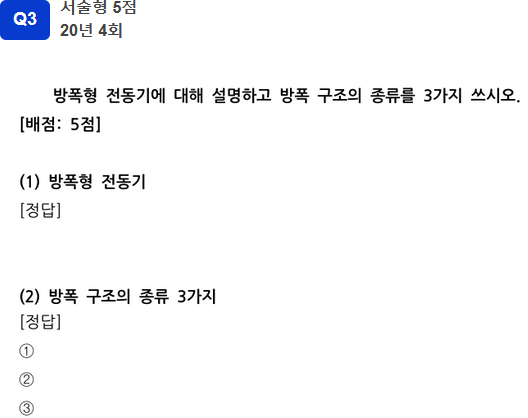 Q3
서술형 5점
20년 4회
방폭형 전동기에 대해 설명하고 방폭 구조의 종류를 3가지 쓰시오.
[배점: 5점]
(1) 방폭형 전동기
[정답]
(2) 방폭 구조의 종류 3가지
[정답]
①
②
③